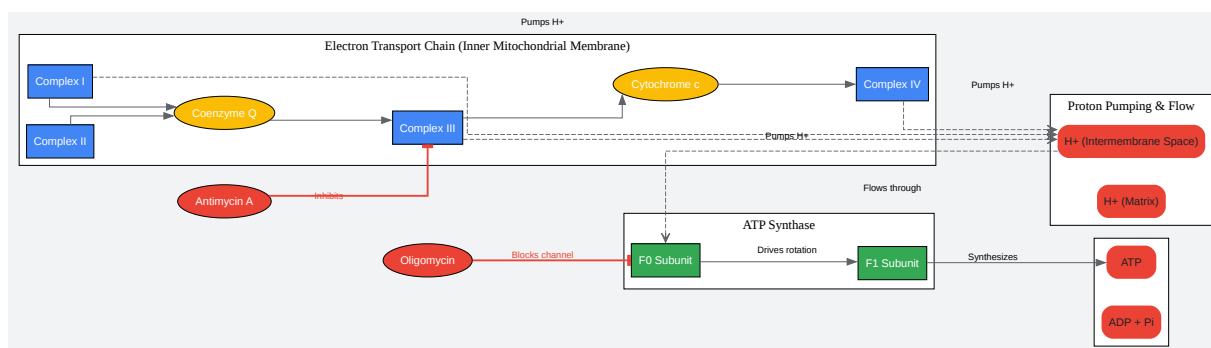 Pumps H+
Electron Transport Chain (Inner Mitochondrial Membrane)
Complex I
Cytochrome c
Complex IV
Pumps H+
Coenzyme Q
Proton Pumping & Flow
Complex III
Complex II
Pumps H+
H+ (Intermembrane Space)
Flows through
Antimycin A
Inhibits
H+ (Matrix)
ATP Synthase
Oligomycin
Blocks channel
F0 Subunit
Drives rotation
F1 Subunit
Synthesizes
ATP
ADP + Pi